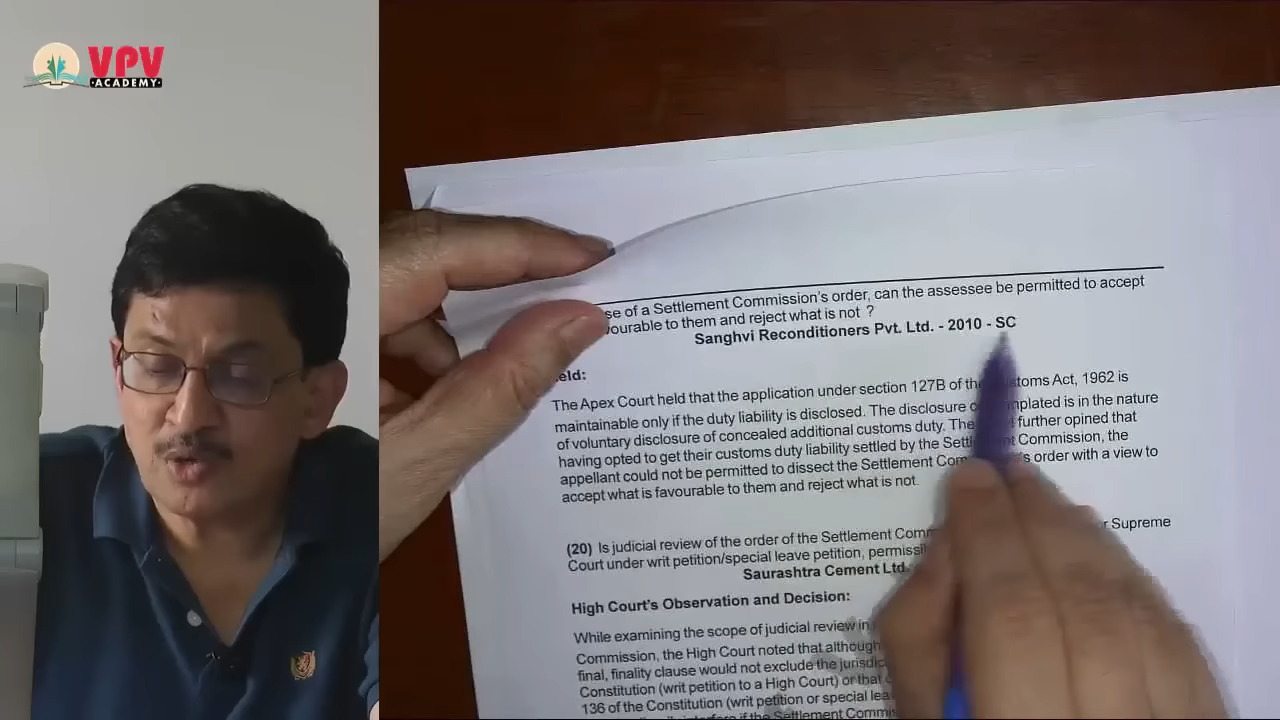 VPV
·ACADEMY·
se of a Settlement Commission's order, can the assessee be permitted to accept
vourable to them and reject what is not ?
Sanghvi Reconditioners Pvt. Ltd. - 2010 - SC
eld:
The Apex Court held that the application under section 127B of the Customs Act, 1962 is
maintainable only if the duty liability is disclosed. The disclosure contemplated is in the nature
of voluntary disclosure of concealed additional customs duty. The further opined that
having opted to get their customs duty liability settled by the Settlement Commission, the
appellant could not be permitted to dissect the Settlement Commission's order with a view to
accept what is favourable to them and reject what is not.
(20) Is judicial review of the order of the Settlement Comm r Supreme
Court under writ petition/special leave petition, permissi
Saurashtra Cement Ltd.
High Court's Observation and Decision:
While examining the scope of judicial review in
Commission, the High Court noted that although
final, finality clause would not exclude the jurisdic
Constitution (writ petition to a High Court) or that
136 of the Constitution (writ petition or special lea
interfere if the Settlement Commis